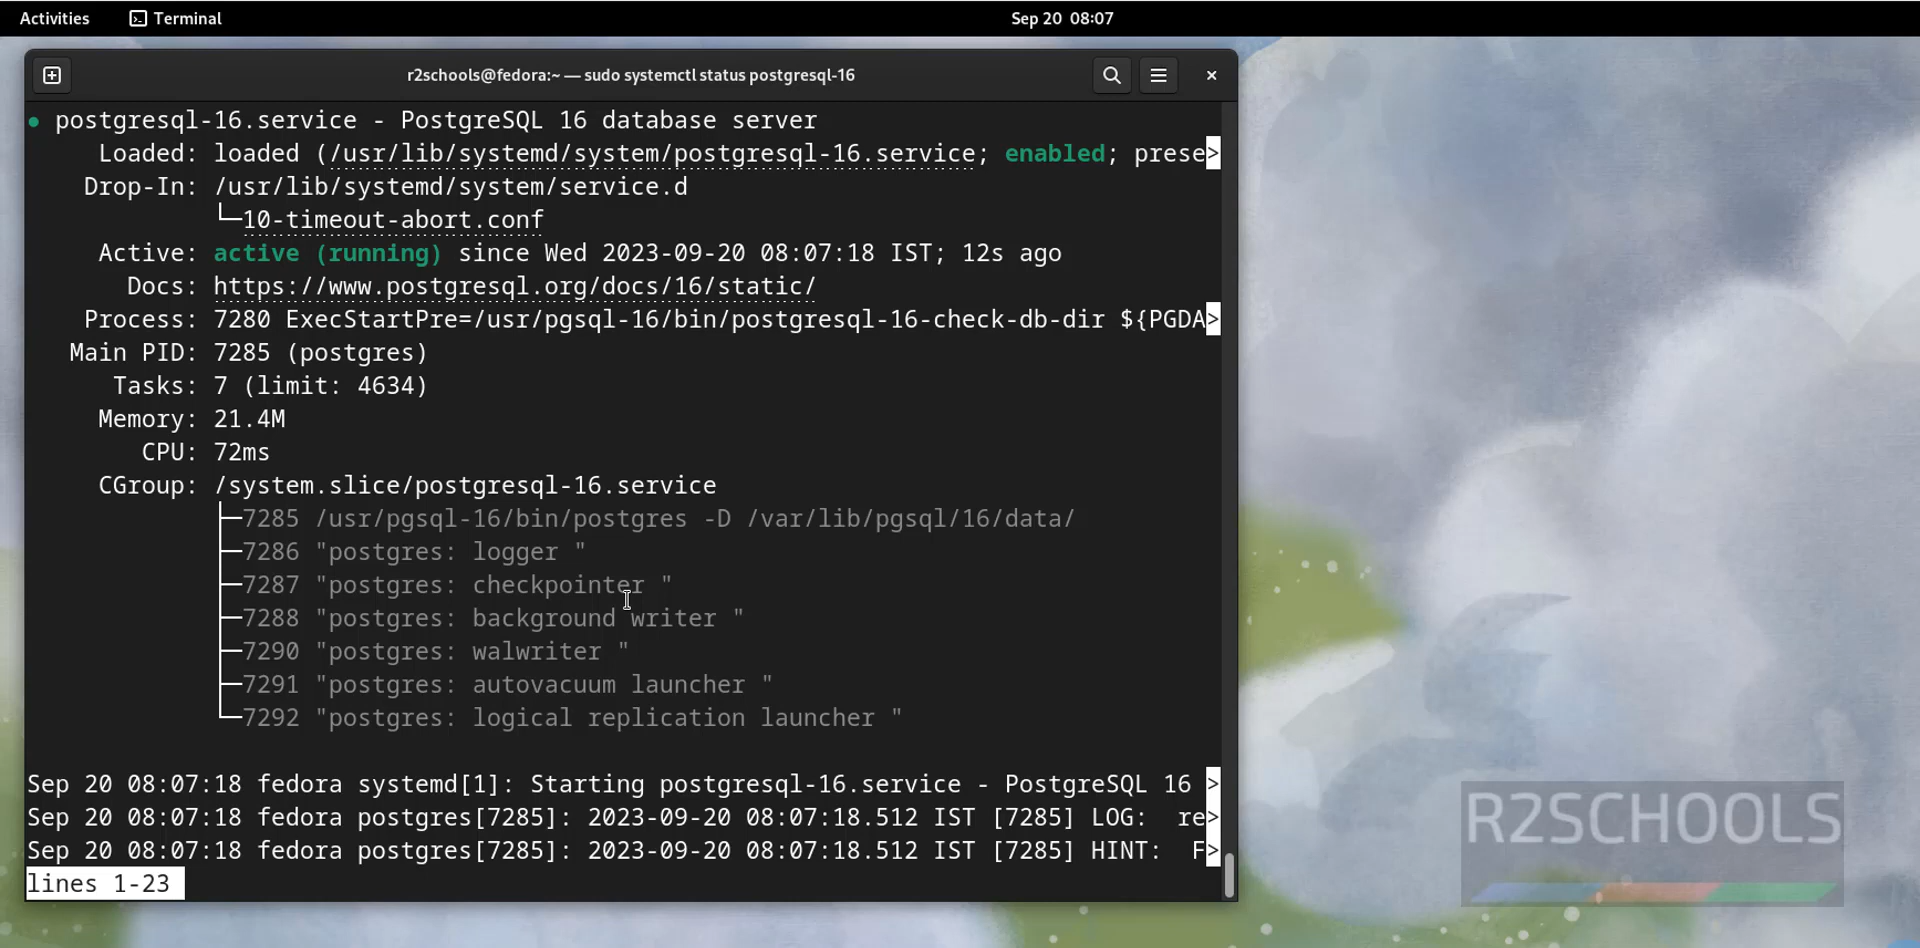 Activities Terminal Sep 20 08:07
r2schools@fedora:~ — sudo systemctl status postgresql-16
● postgresql-16.service - PostgreSQL 16 database server
Loaded: loaded (/usr/lib/systemd/system/postgresql-16.service; enabled; prese>
Drop-In: /usr/lib/systemd/system/service.d
└─10-timeout-abort.conf
Active: active (running) since Wed 2023-09-20 08:07:18 IST; 12s ago
Docs: https://www.postgresql.org/docs/16/static/
Process: 7280 ExecStartPre=/usr/pgsql-16/bin/postgresql-16-check-db-dir ${PGDA>
Main PID: 7285 (postgres)
Tasks: 7 (limit: 4634)
Memory: 21.4M
CPU: 72ms
CGroup: /system.slice/postgresql-16.service
├─7285 /usr/pgsql-16/bin/postgres -D /var/lib/pgsql/16/data/
├─7286 "postgres: logger "
├─7287 "postgres: checkpointer "
├─7288 "postgres: background writer "
├─7290 "postgres: walwriter "
├─7291 "postgres: autovacuum launcher "
└─7292 "postgres: logical replication launcher "
Sep 20 08:07:18 fedora systemd[1]: Starting postgresql-16.service - PostgreSQL 16 >
Sep 20 08:07:18 fedora postgres[7285]: 2023-09-20 08:07:18.512 IST [7285] LOG:  re>
Sep 20 08:07:18 fedora postgres[7285]: 2023-09-20 08:07:18.512 IST [7285] HINT:  F>
lines 1-23
R2SCHOOLS